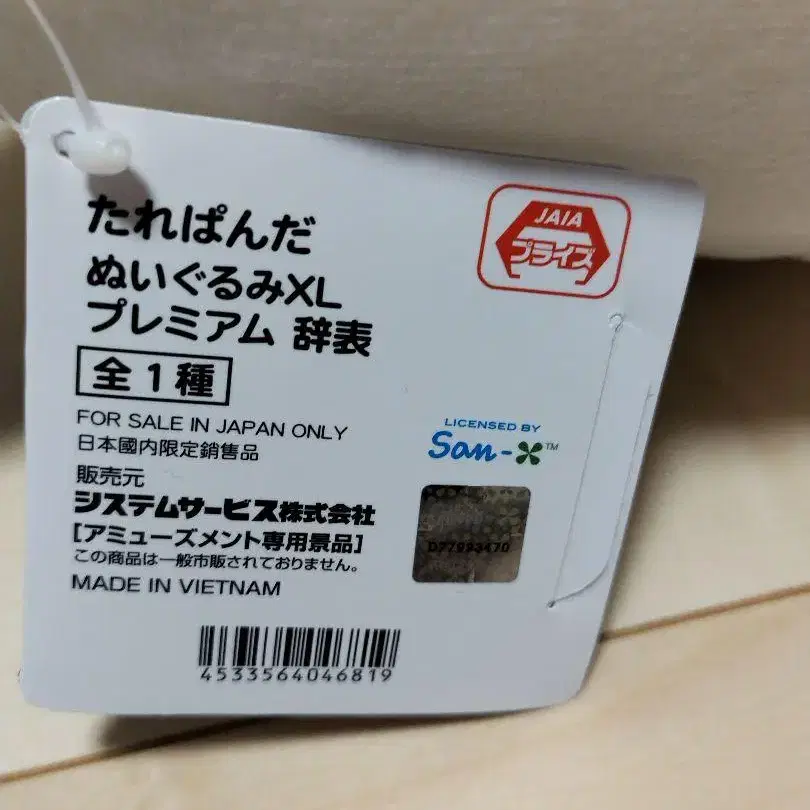 たれぱんだ
ぬいぐるみXL
プレミアム 辞表
全1種
JAIA
プライズ
FOR SALE IN JAPAN ONLY
日本國内限定銷售品
販売元
システムサービス株式会社
[アミューズメント専用景品]
この商品は一般市販されておりません。
MADE IN VIETNAM
LICENSED BY
San-X™
4533564046819